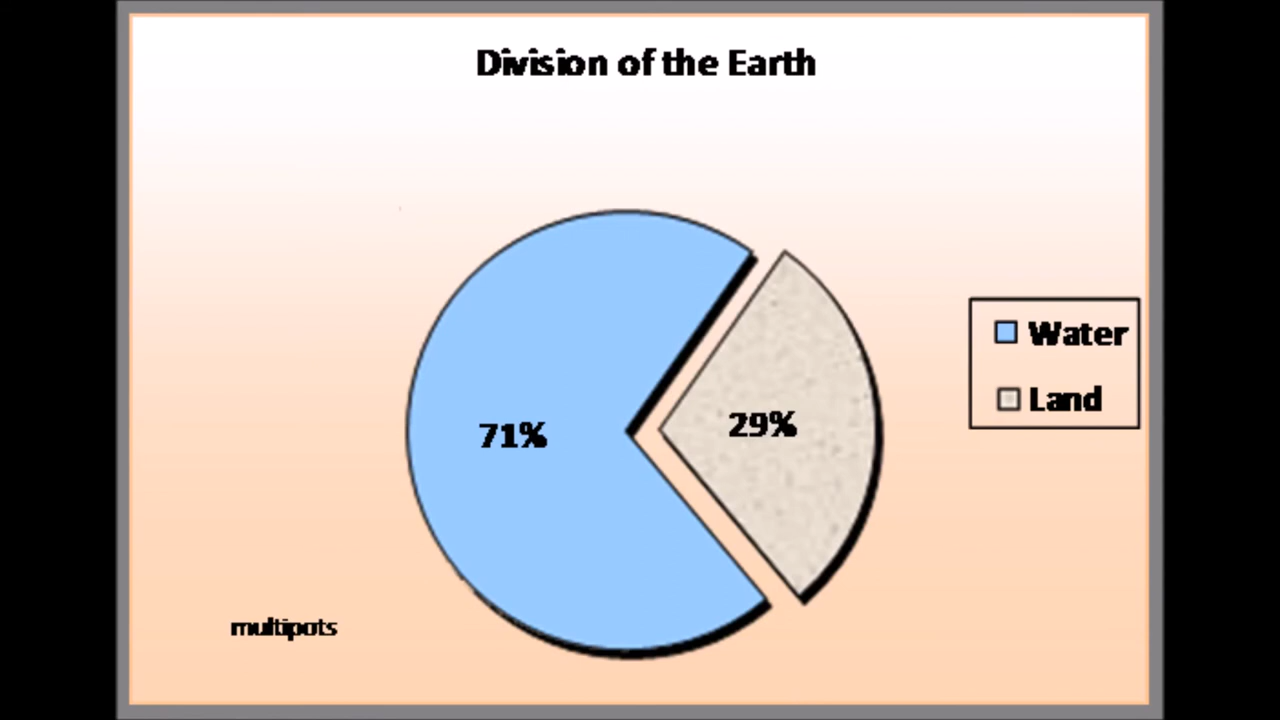 Division of the Earth
71%
29%
Water
Land
multipots